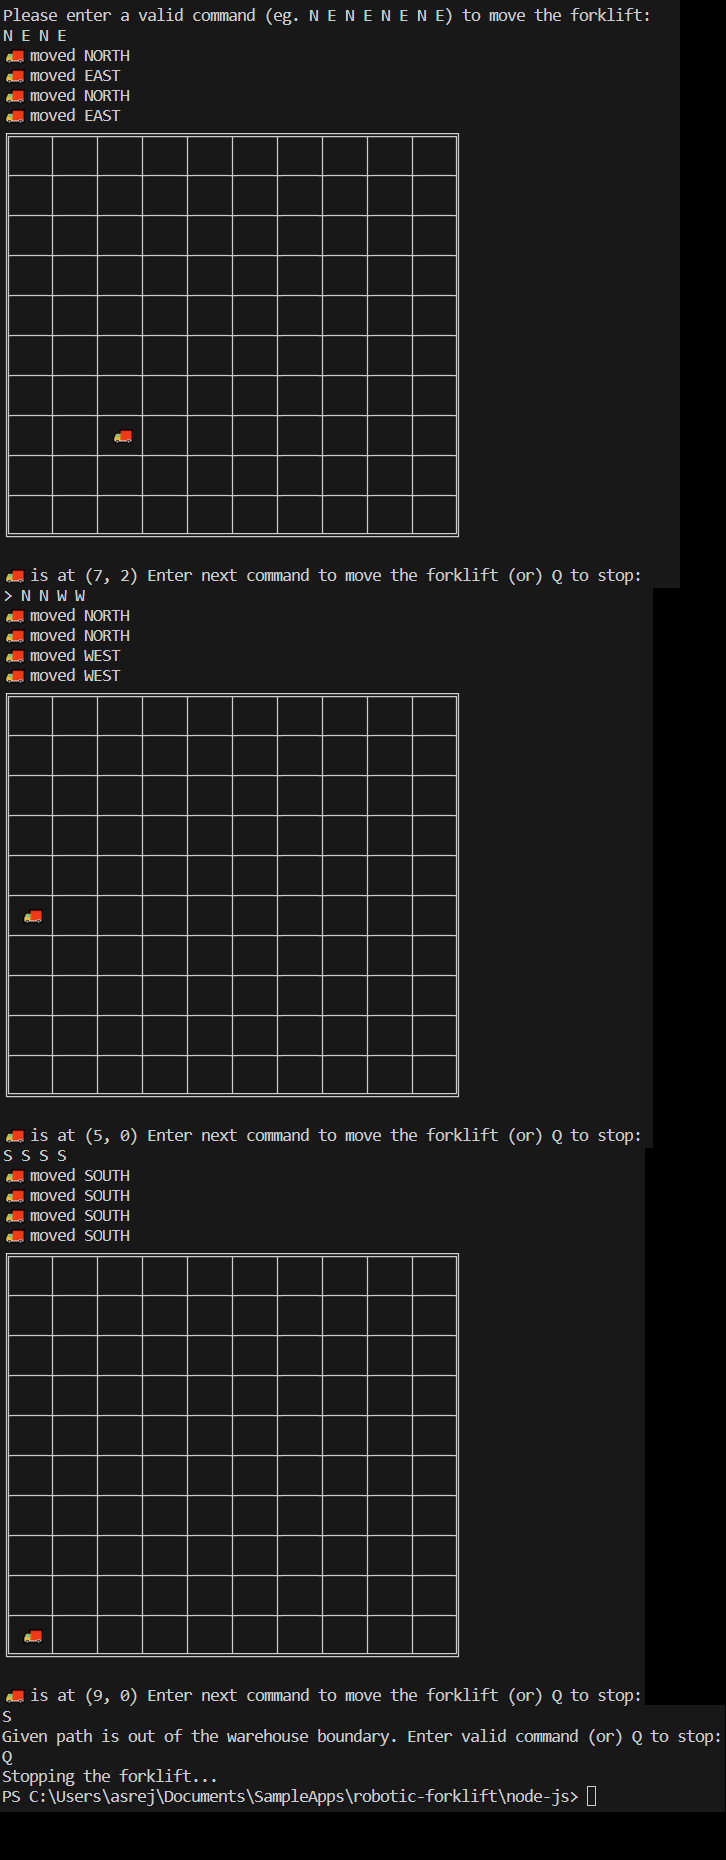 Please enter a valid command (eg. N E N E N E N E) to move the forklift:
N E N E
🚚 moved NORTH
🚚 moved EAST
🚚 moved NORTH
🚚 moved EAST
🚚 is at (7, 2) Enter next command to move the forklift (or) Q to stop:
> N N W W
🚚 moved NORTH
🚚 moved NORTH
🚚 moved WEST
🚚 moved WEST
🚚 is at (5, 0) Enter next command to move the forklift (or) Q to stop:
S S S S
🚚 moved SOUTH
🚚 moved SOUTH
🚚 moved SOUTH
🚚 moved SOUTH
🚚 is at (9, 0) Enter next command to move the forklift (or) Q to stop:
S
Given path is out of the warehouse boundary. Enter valid command (or) Q to stop:
Q
Stopping the forklift...
PS C:\Users\asrej\Documents\SampleApps\robotic-forklift\node-js>